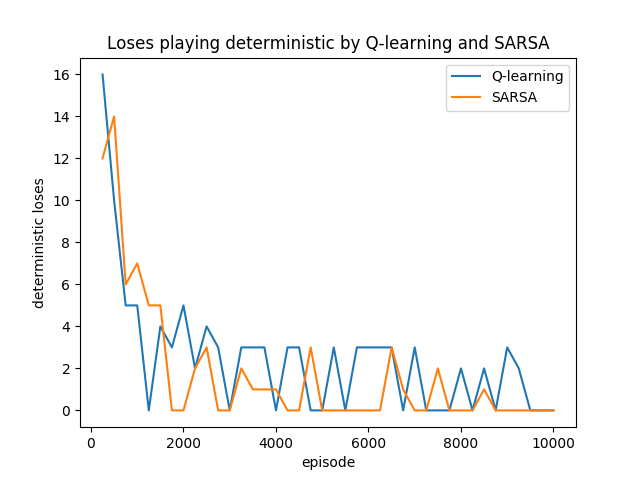 Loses playing deterministic by Q-learning and SARSA
Q-learning
SARSA
deterministic loses
16
14
12
10
8
6
4
2
0
0 2000 4000 6000 8000 10000
episode